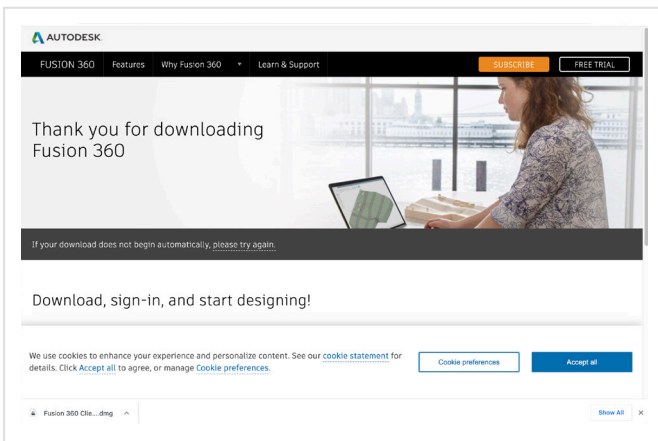 AUTODESK.
FUSION 360 Features Why Fusion 360 Learn & Support SUBSCRIBE FREE TRIAL
Thank you for downloading
Fusion 360
If your download does not begin automatically, please try again.
Download, sign-in, and start designing!
We use cookies to enhance your experience and personalize content. See our cookie statement for
details. Click Accept all to agree, or manage Cookie preferences.
Cookie preferences
Accept all
Fusion 360 Clie....dmg
Show All